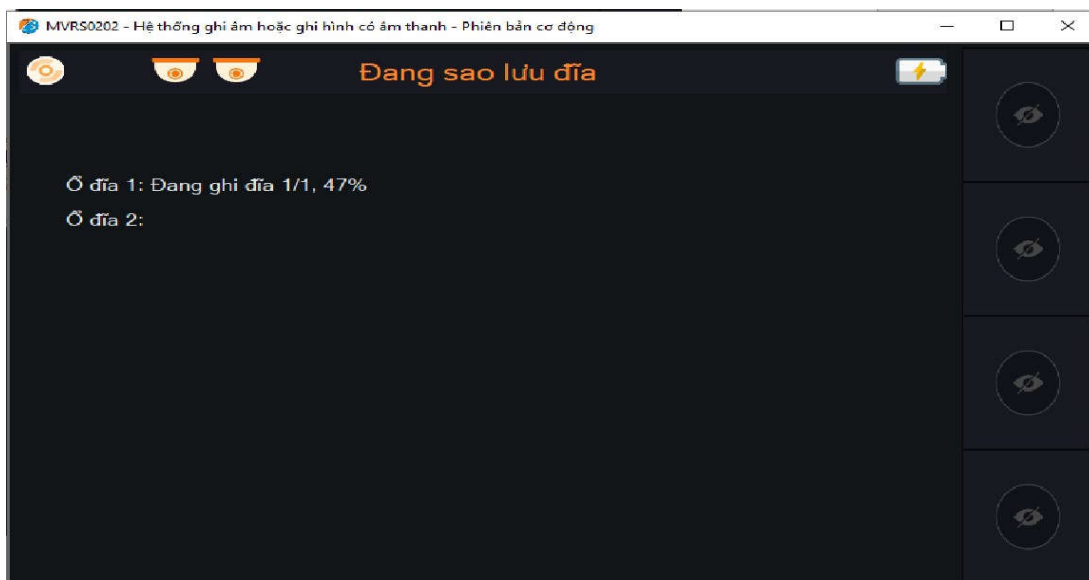 MVRS0202 - Hệ thống ghi âm hoặc ghi hình có âm thanh - Phiên bản cơ động
Đang sao lưu đĩa
Ổ đĩa 1: Đang ghi đĩa 1/1, 47%
Ổ đĩa 2: